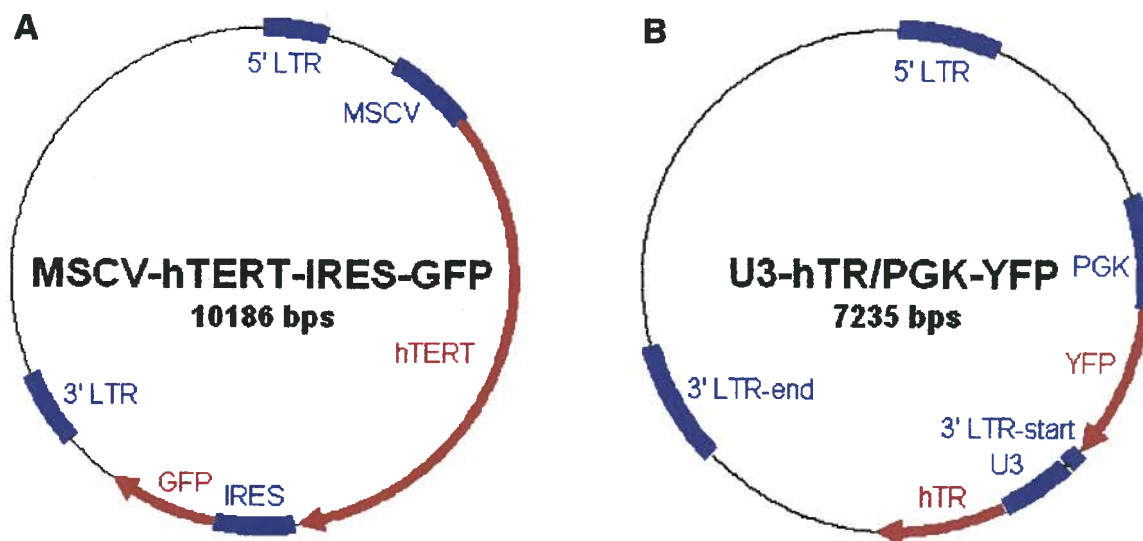 A
5' LTR
MSCV
MSCV-hTERT-IRES-GFP
10186 bps
hTERT
3' LTR
GFP
IRES
B
5' LTR
U3-hTR/PGK-YFP
7235 bps
PGK
YFP
3' LTR-end
3' LTR-start
U3
hTR